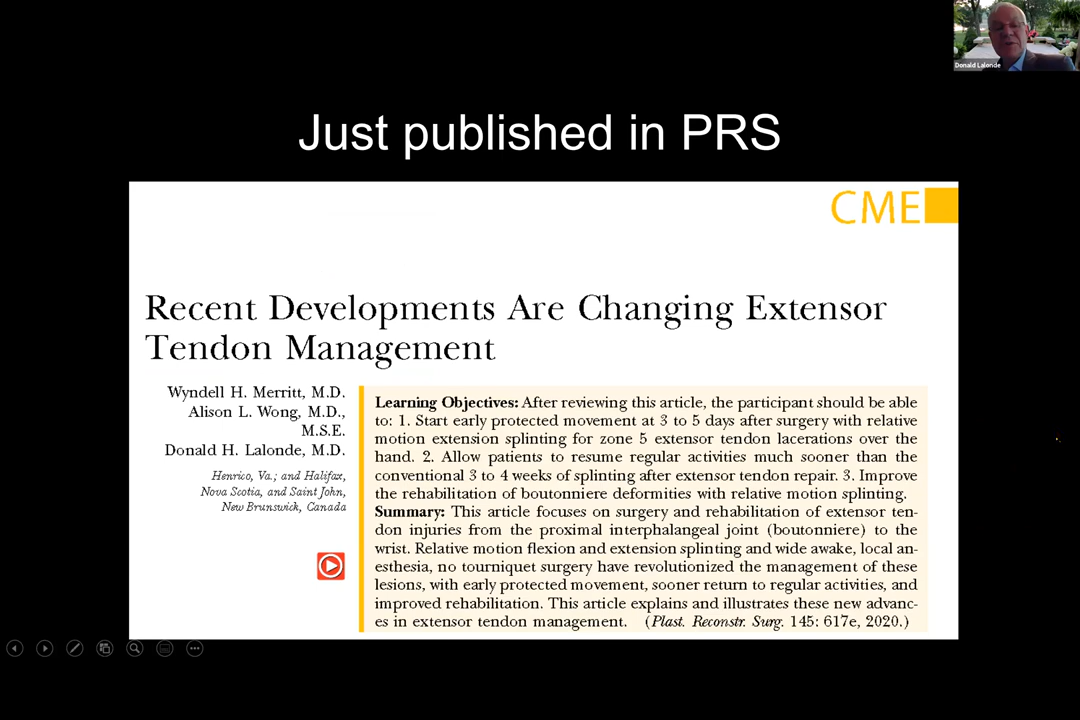 Donald Lalonde
Just published in PRS
CME
Recent Developments Are Changing Extensor
Tendon Management
Wyndell H. Merritt, M.D.
Alison L. Wong, M.D.,
M.S.E.
Donald H. Lalonde, M.D.
Henrico, Va.; and Halifax,
Nova Scotia, and Saint John,
New Brunswick, Canada
Learning Objectives: After reviewing this article, the participant should be able
to: 1. Start early protected movement at 3 to 5 days after surgery with relative
motion extension splinting for zone 5 extensor tendon lacerations over the
hand. 2. Allow patients to resume regular activities much sooner than the
conventional 3 to 4 weeks of splinting after extensor tendon repair. 3. Improve
the rehabilitation of boutonniere deformities with relative motion splinting.
Summary: This article focuses on surgery and rehabilitation of extensor ten-
don injuries from the proximal interphalangeal joint (boutonniere) to the
wrist. Relative motion flexion and extension splinting and wide awake, local an-
esthesia, no tourniquet surgery have revolutionized the management of these
lesions, with early protected movement, sooner return to regular activities, and
improved rehabilitation. This article explains and illustrates these new advanc-
es in extensor tendon management. (Plast. Reconstr. Surg. 145: 617e, 2020.)